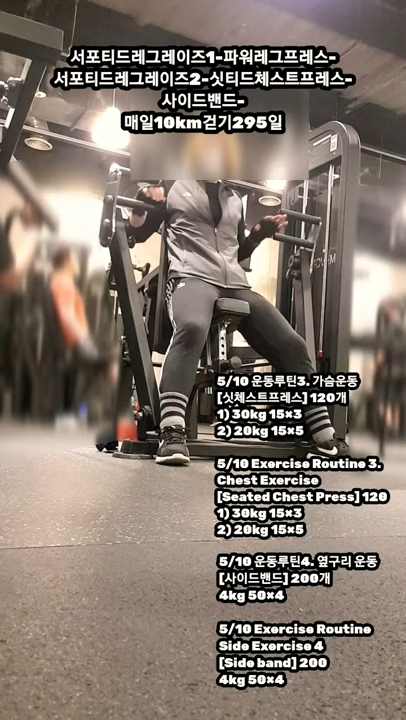 서포티드레그레이즈1-파워레그프레스-
서포티드레그레이즈2-싯티드체스트프레스-
사이드밴드-
매일10km걷기295일
5/10 운동루틴3. 가슴운동
[싯체스트프레스] 120개
1) 30kg 15×3
2) 20kg 15×5
5/10 Exercise Routine 3.
Chest Exercise
[Seated Chest Press] 120
1) 30kg 15×3
2) 20kg 15×5
5/10 운동루틴4. 옆구리 운동
[사이드밴드] 200개
4kg 50×4
5/10 Exercise Routine
Side Exercise 4
[Side band] 200
4kg 50×4